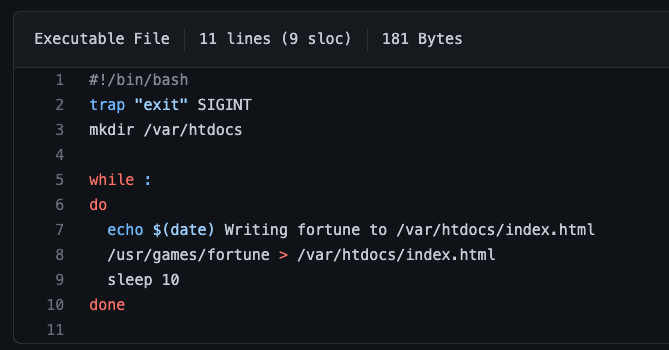 Executable File 11 lines (9 sloc) 181 Bytes
1 #!/bin/bash
2 trap "exit" SIGINT
3 mkdir /var/htdocs
4
5 while :
6 do
7   echo $(date) Writing fortune to /var/htdocs/index.html
8   /usr/games/fortune > /var/htdocs/index.html
9   sleep 10
10 done
11